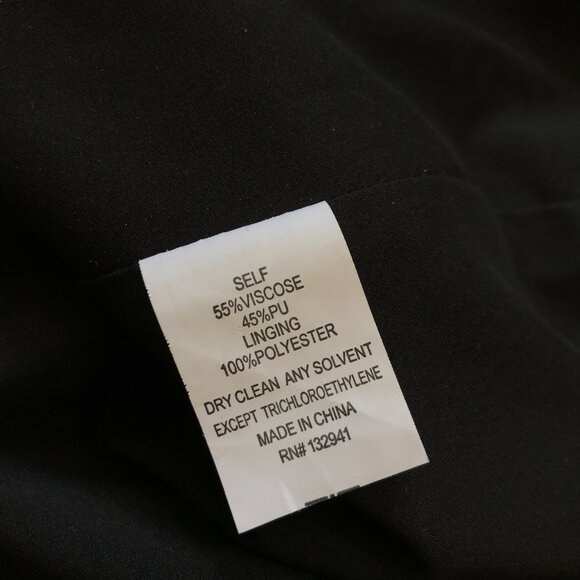 SELF
55%VISCOSE
45%PU
LINGING
100%POLYESTER
DRY CLEAN ANY SOLVENT
EXCEPT TRICHLOROETHYLENE
MADE IN CHINA
RN# 132941